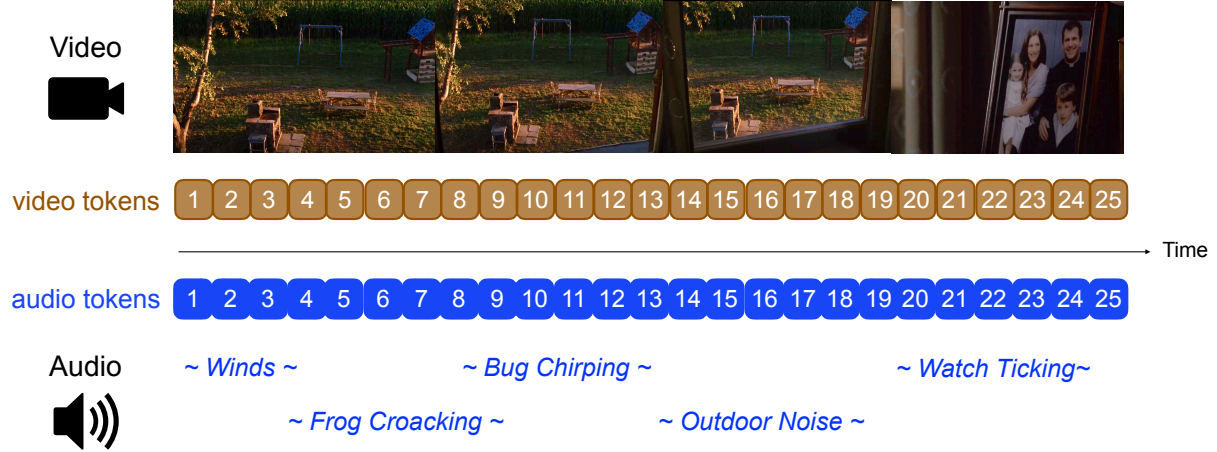 Video
video tokens 1 2 3 4 5 6 7 8 9 10 11 12 13 14 15 16 17 18 19 20 21 22 23 24 25
Time
audio tokens 1 2 3 4 5 6 7 8 9 10 11 12 13 14 15 16 17 18 19 20 21 22 23 24 25
Audio ~ Winds ~ ~ Bug Chirping ~ ~ Watch Ticking~
~ Frog Croacking ~ ~ Outdoor Noise ~